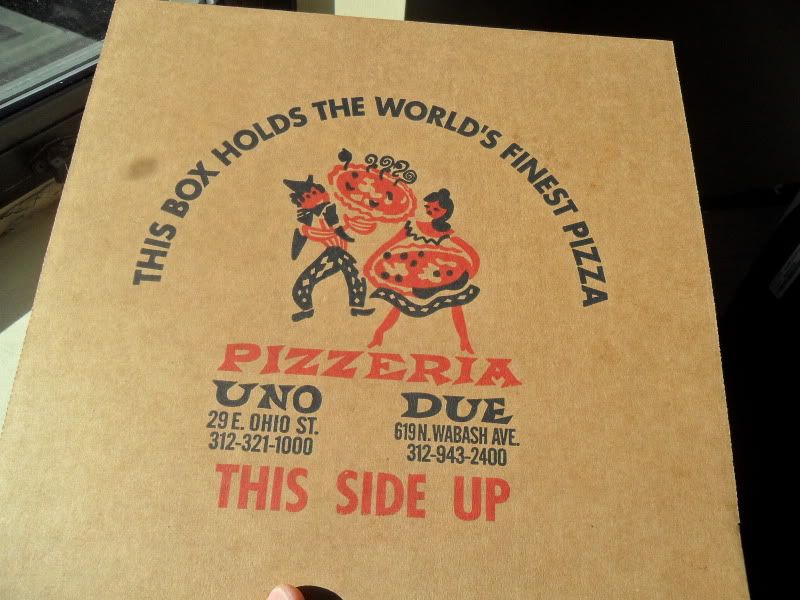 THIS BOX HOLDS THE WORLD'S FINEST PIZZA
PIZZERIA
UNO
29 E. OHIO ST.
312-321-1000
DUE
619 N. WABASH AVE.
312-943-2400
THIS SIDE UP